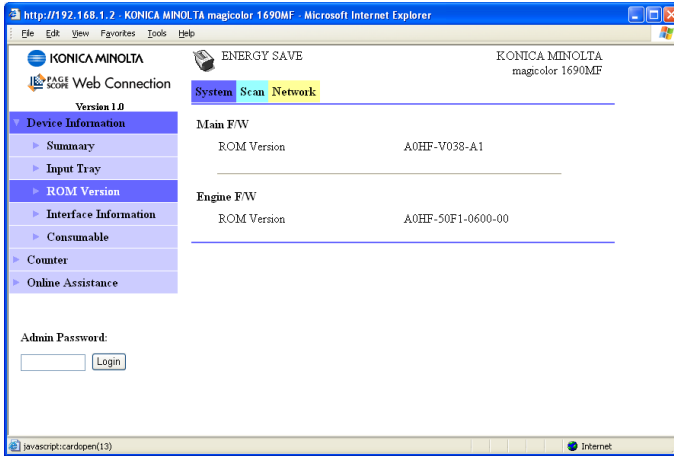 http://192.168.1.2 - KONICA MINOLTA magicolor 1690MF - Microsoft Internet Explorer
File Edit View Favorites Tools Help
KONICA MINOLTA
PAGE SCOPE Web Connection
Version 1.0
ENERGY SAVE
KONICA MINOLTA
magicolor 1690MF
System Scan Network
Device Information
Summary
Input Tray
ROM Version
Interface Information
Consumable
Counter
Online Assistance
Admin Password:
Login
Main F/W
ROM Version A0HF-V038-A1
Engine F/W
ROM Version A0HF-50F1-0600-00
javascript:cardopen(13) Internet